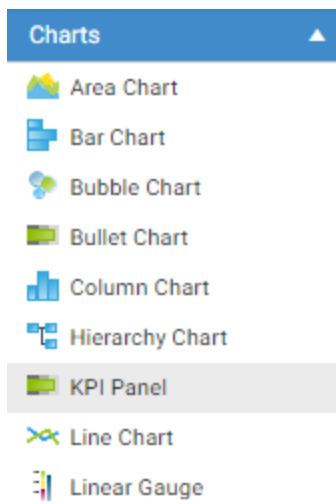 Charts
Area Chart
Bar Chart
Bubble Chart
Bullet Chart
Column Chart
Hierarchy Chart
KPI Panel
Line Chart
Linear Gauge